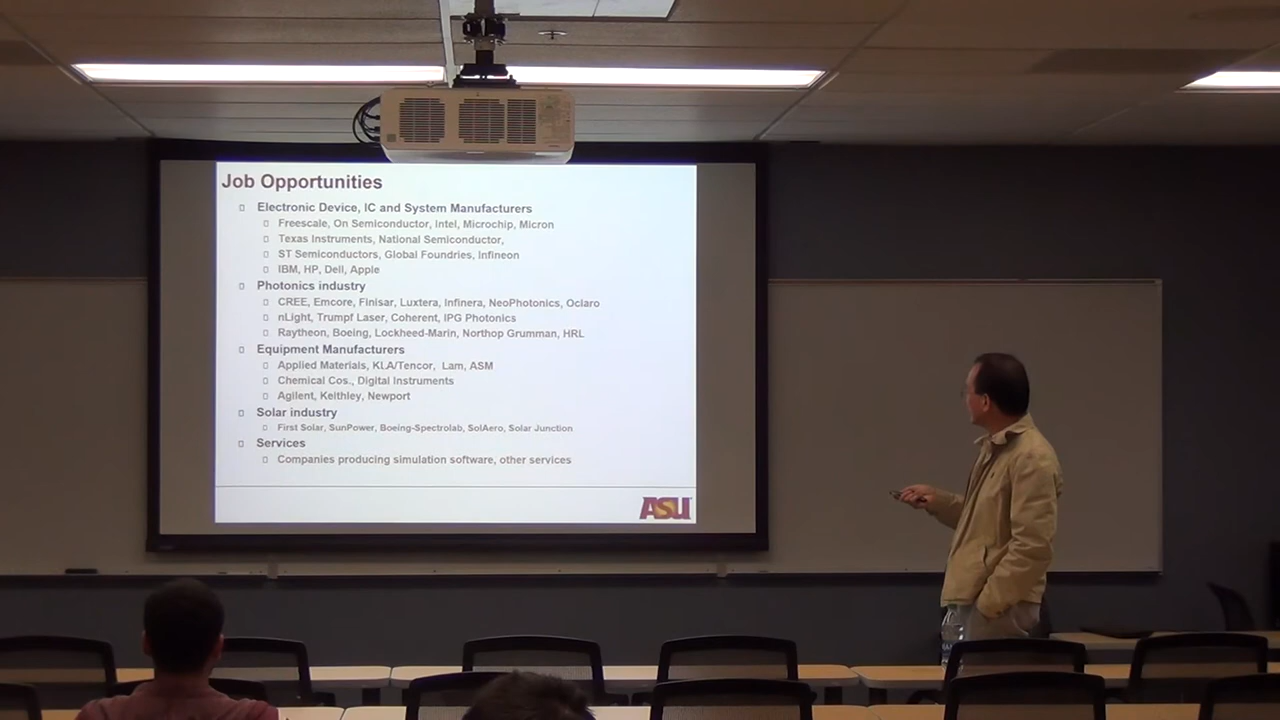 Job Opportunities
Electronic Device, IC and System Manufacturers
Freescale, On Semiconductor, Intel, Microchip, Micron
Texas Instruments, National Semiconductor,
ST Semiconductors, Global Foundries, Infineon
IBM, HP, Dell, Apple
Photonics industry
CREE, Emcore, Finisar, Luxtera, Infinera, NeoPhotonics, Oclaro
nLight, Trumpf Laser, Coherent, IPG Photonics
Raytheon, Boeing, Lockheed-Marin, Northop Grumman, HRL
Equipment Manufacturers
Applied Materials, KLA/Tencor, Lam, ASM
Chemical Cos., Digital Instruments
Agilent, Keithley, Newport
Solar industry
First Solar, SunPower, Boeing-Spectrolab, SolAero, Solar Junction
Services
Companies producing simulation software, other services
ASU